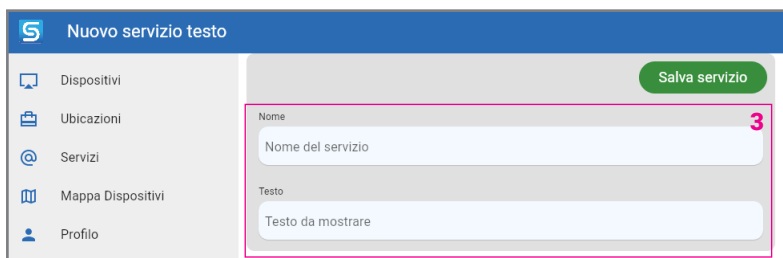 Nuovo servizio testo
Dispositivi
Ubicazioni
Servizi
Mappa Dispositivi
Profilo
Salva servizio
3
Nome
Nome del servizio
Testo
Testo da mostrare